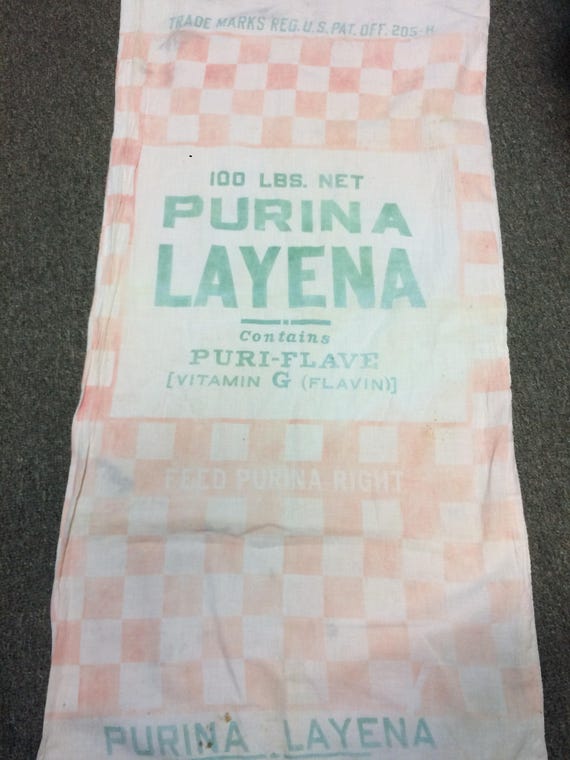 TRADE MARKS REG. U.S. PAT. OFF. 205-H
100 LBS. NET
PURINA
LAYENA
Contains
PURI-FLAVE
[VITAMIN G (FLAVIN)]
FEED PURINA RIGHT
PURINA LAYENA